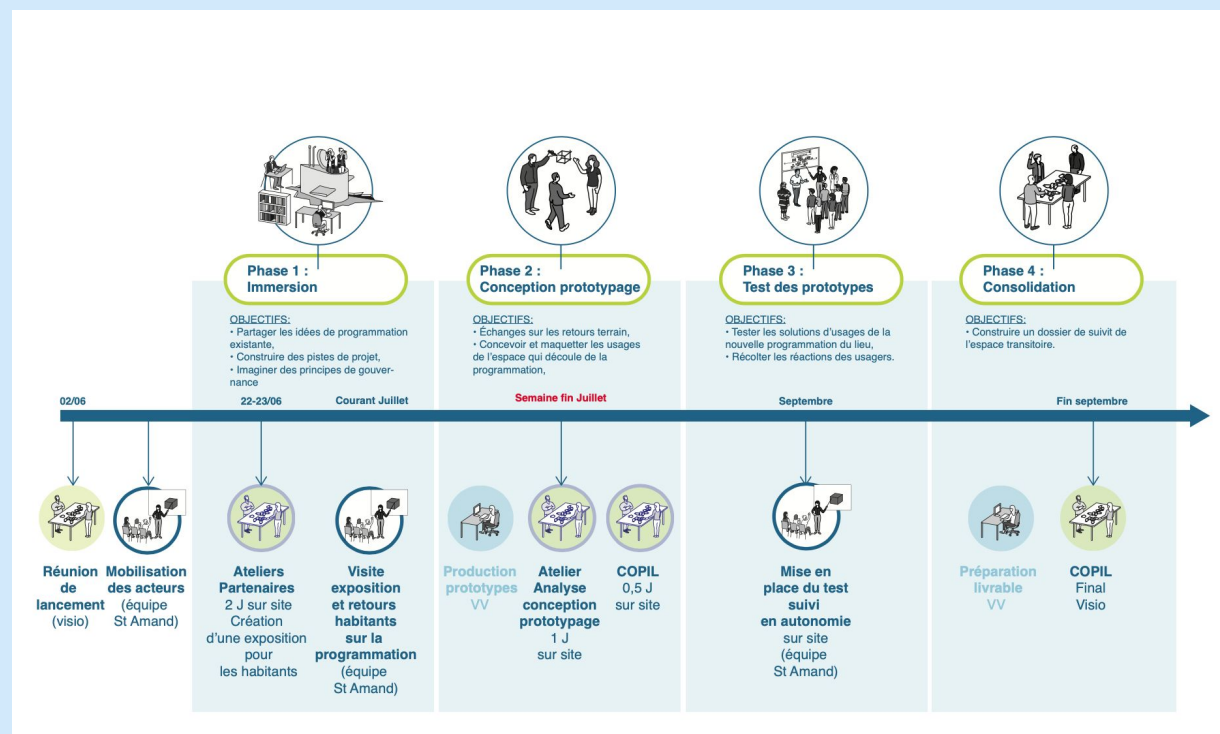 Phase 1 :
Immersion
OBJECTIFS:
• Partager les idées de programmation
existante,
• Construire des pistes de projet,
• Imaginer des principes de gouver-
nance
Phase 2 :
Conception prototypage
OBJECTIFS:
• Échanges sur les retours terrain,
• Concevoir et maquetter les usages
de l'espace qui découle de la
programmation,
Phase 3 :
Test des prototypes
OBJECTIFS:
• Tester les solutions d'usages de la
nouvelle programmation du lieu,
• Récolter les réactions des usagers.
Phase 4 :
Consolidation
OBJECTIFS:
• Construire un dossier de suivit de
l'espace transitoire.
02/06
22-23/06
Courant Juillet
Semaine fin Juillet
Septembre
Fin septembre
Réunion
de
lancement
(visio)
Mobilisation
des acteurs
(équipe
St Amand)
Ateliers
Partenaires
2 J sur site
Création
d'une exposition
pour
les habitants
Visite
exposition
et retours
habitants
sur la
programmation
(équipe
St Amand)
Production
prototypes
VV
Atelier
Analyse
conception
prototypage
1 J
sur site
COPIL
0,5 J
sur site
Mise en
place du test
suivi
en autonomie
sur site
(équipe
St Amand)
Préparation
livrable
VV
COPIL
Final
Visio